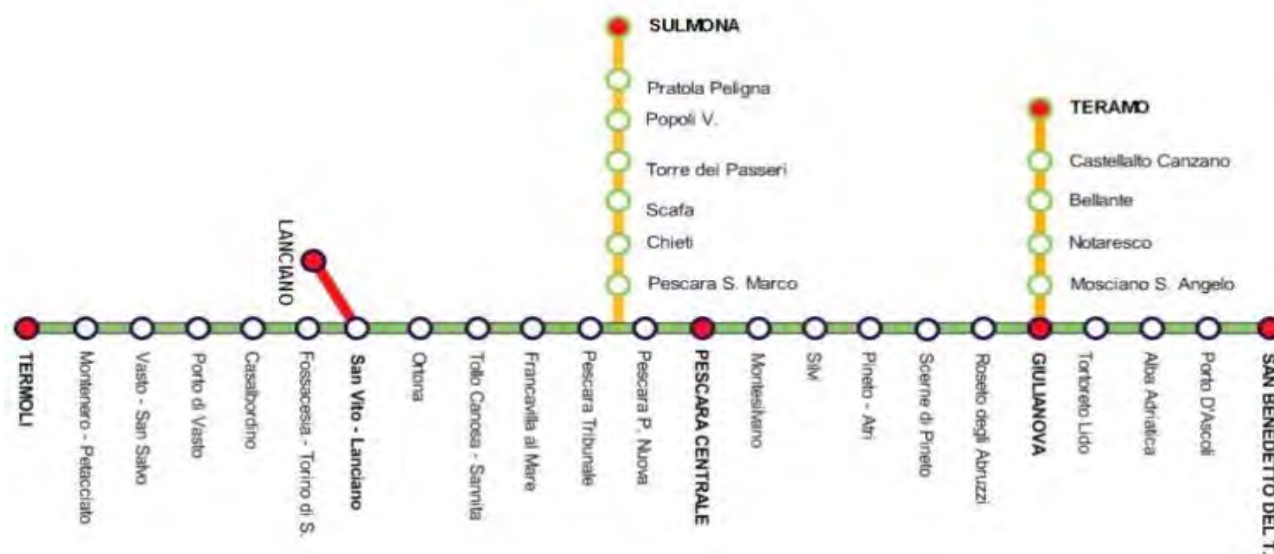 SULMONA
Pratola Peligna
Popoli V.
Torre dei Passeri
Scafa
Chieti
Pescara S. Marco
TERAMO
Castellalto Canzano
Bellante
Notaresco
Mosciano S. Angelo
LANCIANO
TERMOLI
Montenero - Petacciato
Vasto - San Salvo
Porto di Vasto
Casalbordino
Fossacesia - Torino di S.
San Vito - Lanciano
Ortona
Tollo Canosa - Sannita
Francavilla al Mare
Pescara Tribunale
Pescara P. Nuova
PESCARA CENTRALE
Montesilvano
Silvi
Pineto - Atri
Scerne di Pineto
Roseto degli Abruzzi
GIULIANOVA
Tortoreto Lido
Alba Adriatica
Porto D'Ascoli
SAN BENEDETTO DEL T.